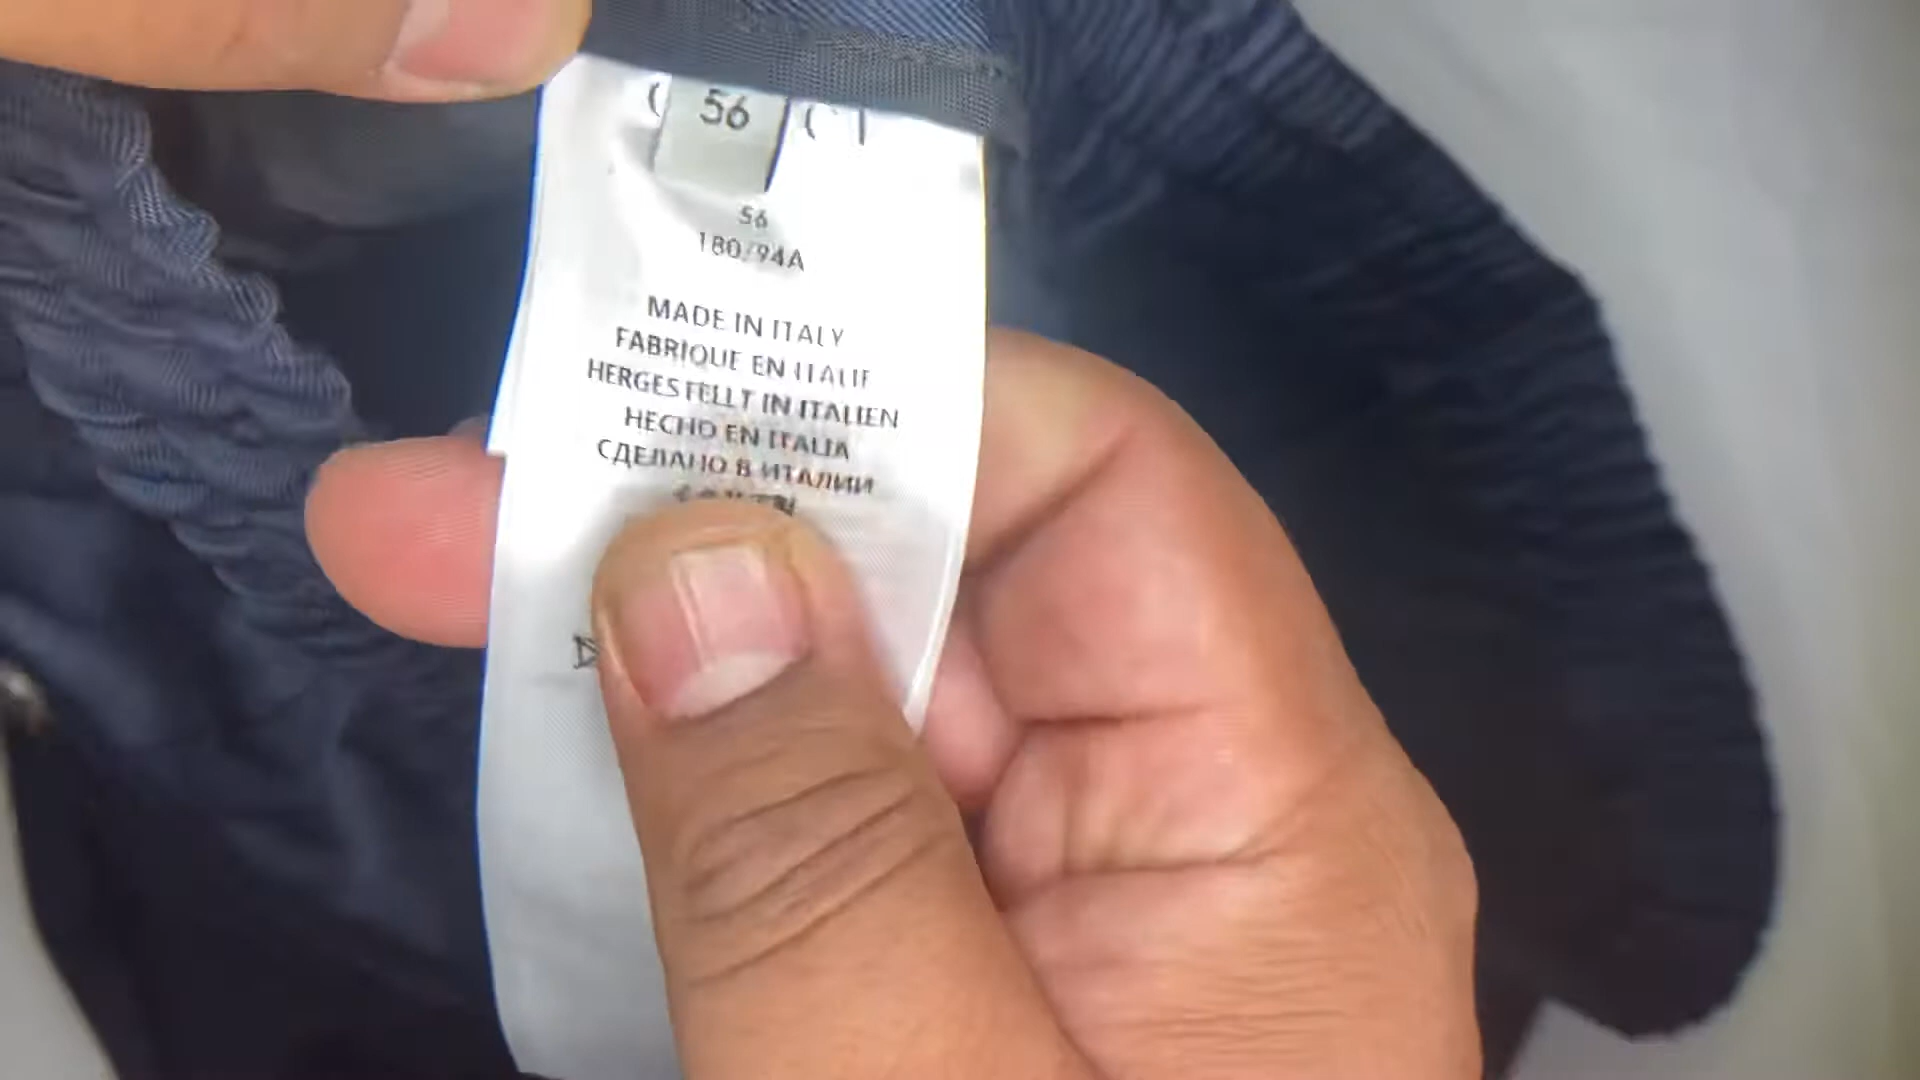 56
56
180/94A
MADE IN ITALY
FABRIQUE EN ITALIE
HERGESTELLT IN ITALIEN
HECHO EN ITALIA
СДЕЛАНО В ИТАЛИИ